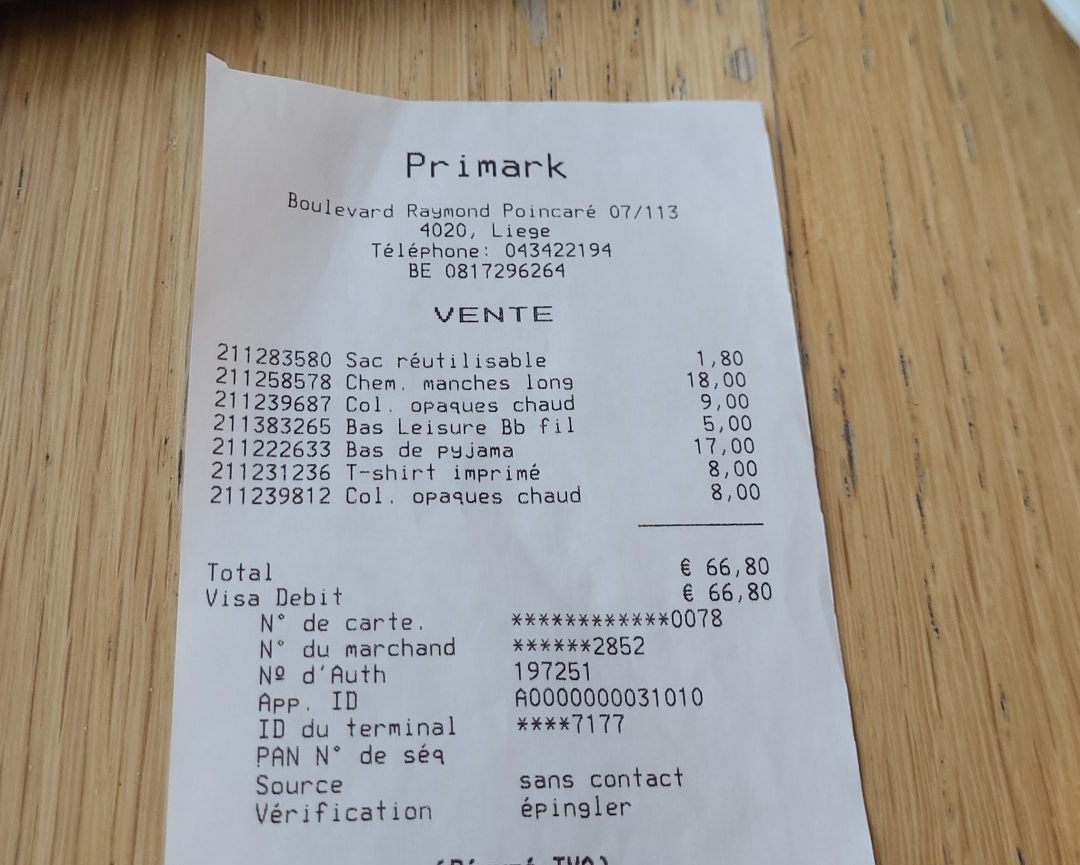 Primark
Boulevard Raymond Poincaré 07/113
4020, Liege
Téléphone: 043422194
BE 0817296264
VENTE
211283580 Sac réutilisable 1,80
211258578 Chem. manches long 18,00
211239687 Col. opaques chaud 9,00
211383265 Bas Leisure Bb fil 5,00
211222633 Bas de pyjama 17,00
211231236 T-shirt imprimé 8,00
211239812 Col. opaques chaud 8,00
Total € 66,80
Visa Debit € 66,80
N° de carte. ************0078
N° du marchand ******2852
Nº d'Auth 197251
App. ID A0000000031010
ID du terminal ****7177
PAN N° de séq
Source sans contact
Vérification épingler